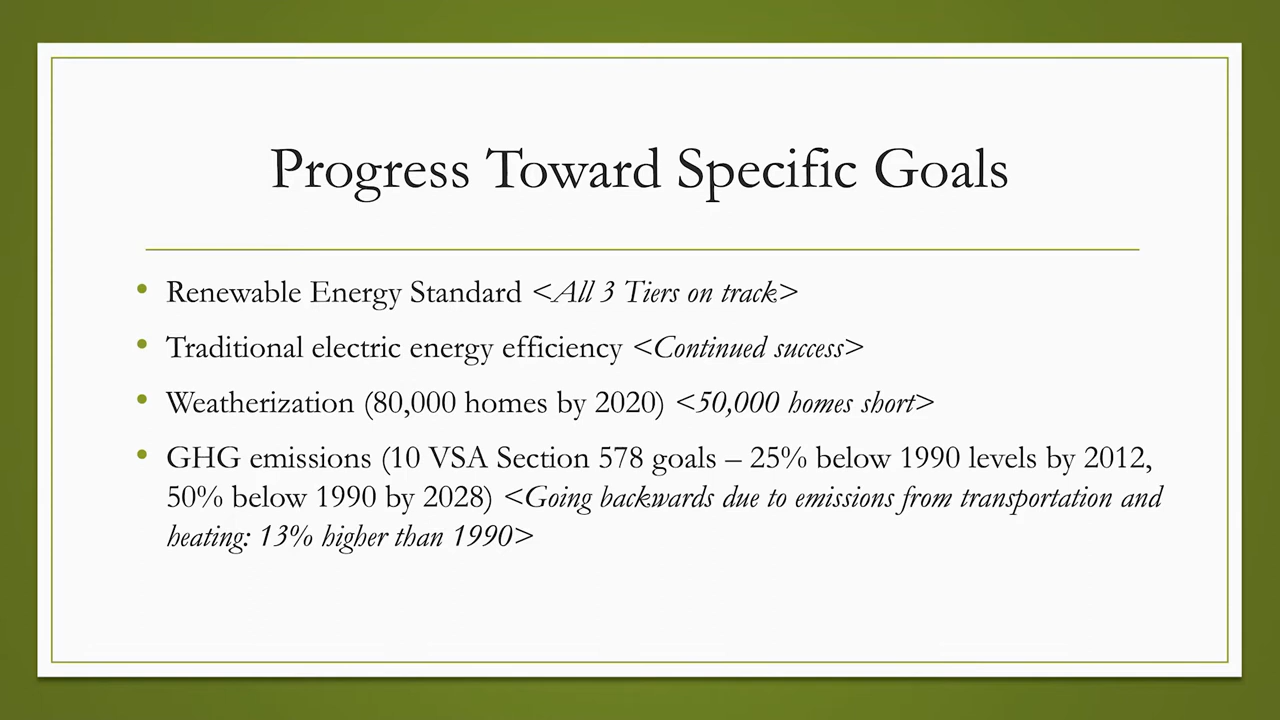 Progress Toward Specific Goals
• Renewable Energy Standard <All 3 Tiers on track>
• Traditional electric energy efficiency <Continued success>
• Weatherization (80,000 homes by 2020) <50,000 homes short>
• GHG emissions (10 VSA Section 578 goals – 25% below 1990 levels by 2012,
50% below 1990 by 2028) <Going backwards due to emissions from transportation and
heating: 13% higher than 1990>